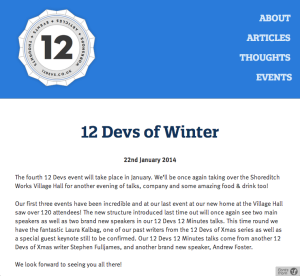 12
ABOUT
ARTICLES
THOUGHTS
EVENTS
12 Devs of Winter
22nd January 2014
The fourth 12 Devs event will take place in January. We'll be once again taking over the Shoreditch
Works Village Hall for another evening of talks, company and some amazing food & drink too!
Our first three events have been incredible and at our last event at our new home at the Village Hall
saw over 120 attendees! The new structure introduced last time out will once again see two main
speakers as well as two brand new speakers in our 12 Devs 12 Minutes talks. This time round we
have the fantastic Laura Kalbag, one of our past writers from the 12 Devs of Xmas series as well as
a special guest keynote still to be confirmed. Our 12 Devs 12 Minutes talks come from another 12
Devs of Xmas writer Stephen Fulljames, and another brand new speaker, Andrew Foster.
We look forward to seeing you all there!